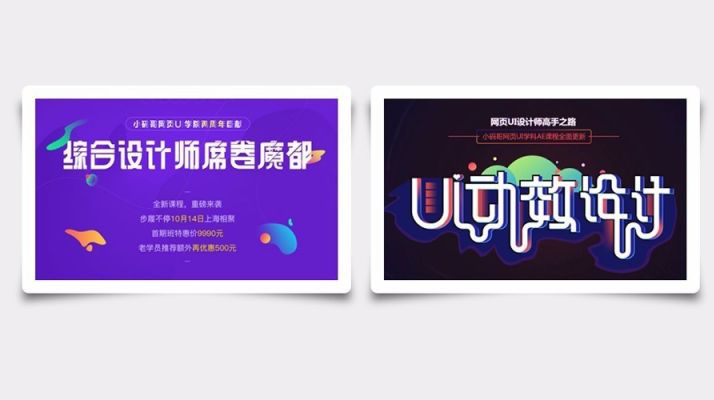 小码哥网页UI学院两周年巨献
综合设计师席卷魔都
全新课程，重磅来袭
步履不停10月14日上海相聚
首期班特惠价9990元
老学员推荐额外再优惠500元
网页UI设计师高手之路
小码哥网页UI学科AE课程全面更新
UI动效设计